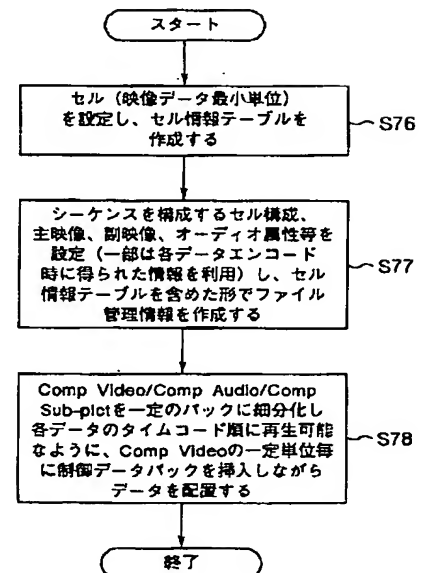 スタート
セル（映像データ最小単位）
を設定し、セル情報テーブルを
作成する
S76
シーケンスを構成するセル構成、
主映像、副映像、オーディオ属性等を
設定（一部は各データエンコード
時に得られた情報を利用）し、セル
情報テーブルを含めた形でファイル
管理情報を作成する
S77
Comp Video/Comp Audio/Comp
Sub-pictを一定のパックに細分化し
各データのタイムコード順に再生可能
なように、Comp Videoの一定単位毎
に制御データパックを挿入しながら
データを配置する
S78
終了